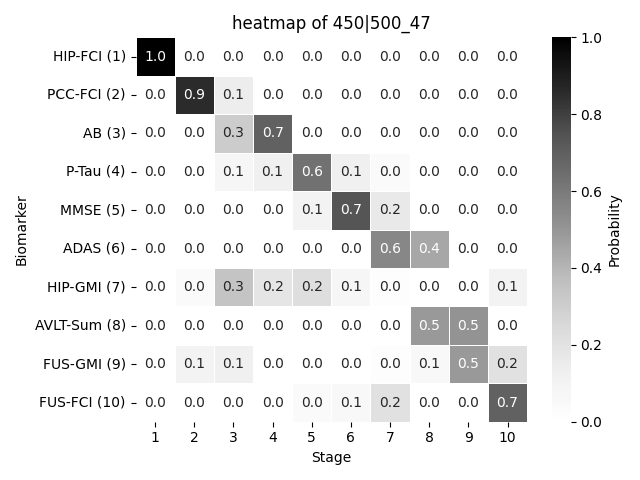 heatmap of 450|500_47
HIP-FCI (1) 1.0 0.0 0.0 0.0 0.0 0.0 0.0 0.0 0.0 0.0
PCC-FCI (2) 0.0 0.9 0.1 0.0 0.0 0.0 0.0 0.0 0.0 0.0
AB (3) 0.0 0.0 0.3 0.7 0.0 0.0 0.0 0.0 0.0 0.0
P-Tau (4) 0.0 0.0 0.1 0.1 0.6 0.1 0.0 0.0 0.0 0.0
MMSE (5) 0.0 0.0 0.0 0.0 0.1 0.7 0.2 0.0 0.0 0.0
ADAS (6) 0.0 0.0 0.0 0.0 0.0 0.0 0.6 0.4 0.0 0.0
HIP-GMI (7) 0.0 0.0 0.3 0.2 0.2 0.1 0.0 0.0 0.0 0.1
AVLT-Sum (8) 0.0 0.0 0.0 0.0 0.0 0.0 0.0 0.5 0.5 0.0
FUS-GMI (9) 0.0 0.1 0.1 0.0 0.0 0.0 0.0 0.1 0.5 0.2
FUS-FCI (10) 0.0 0.0 0.0 0.0 0.0 0.1 0.2 0.0 0.0 0.7
1 2 3 4 5 6 7 8 9 10
Stage
Biomarker
1.0
0.8
0.6
0.4
0.2
0.0
Probability